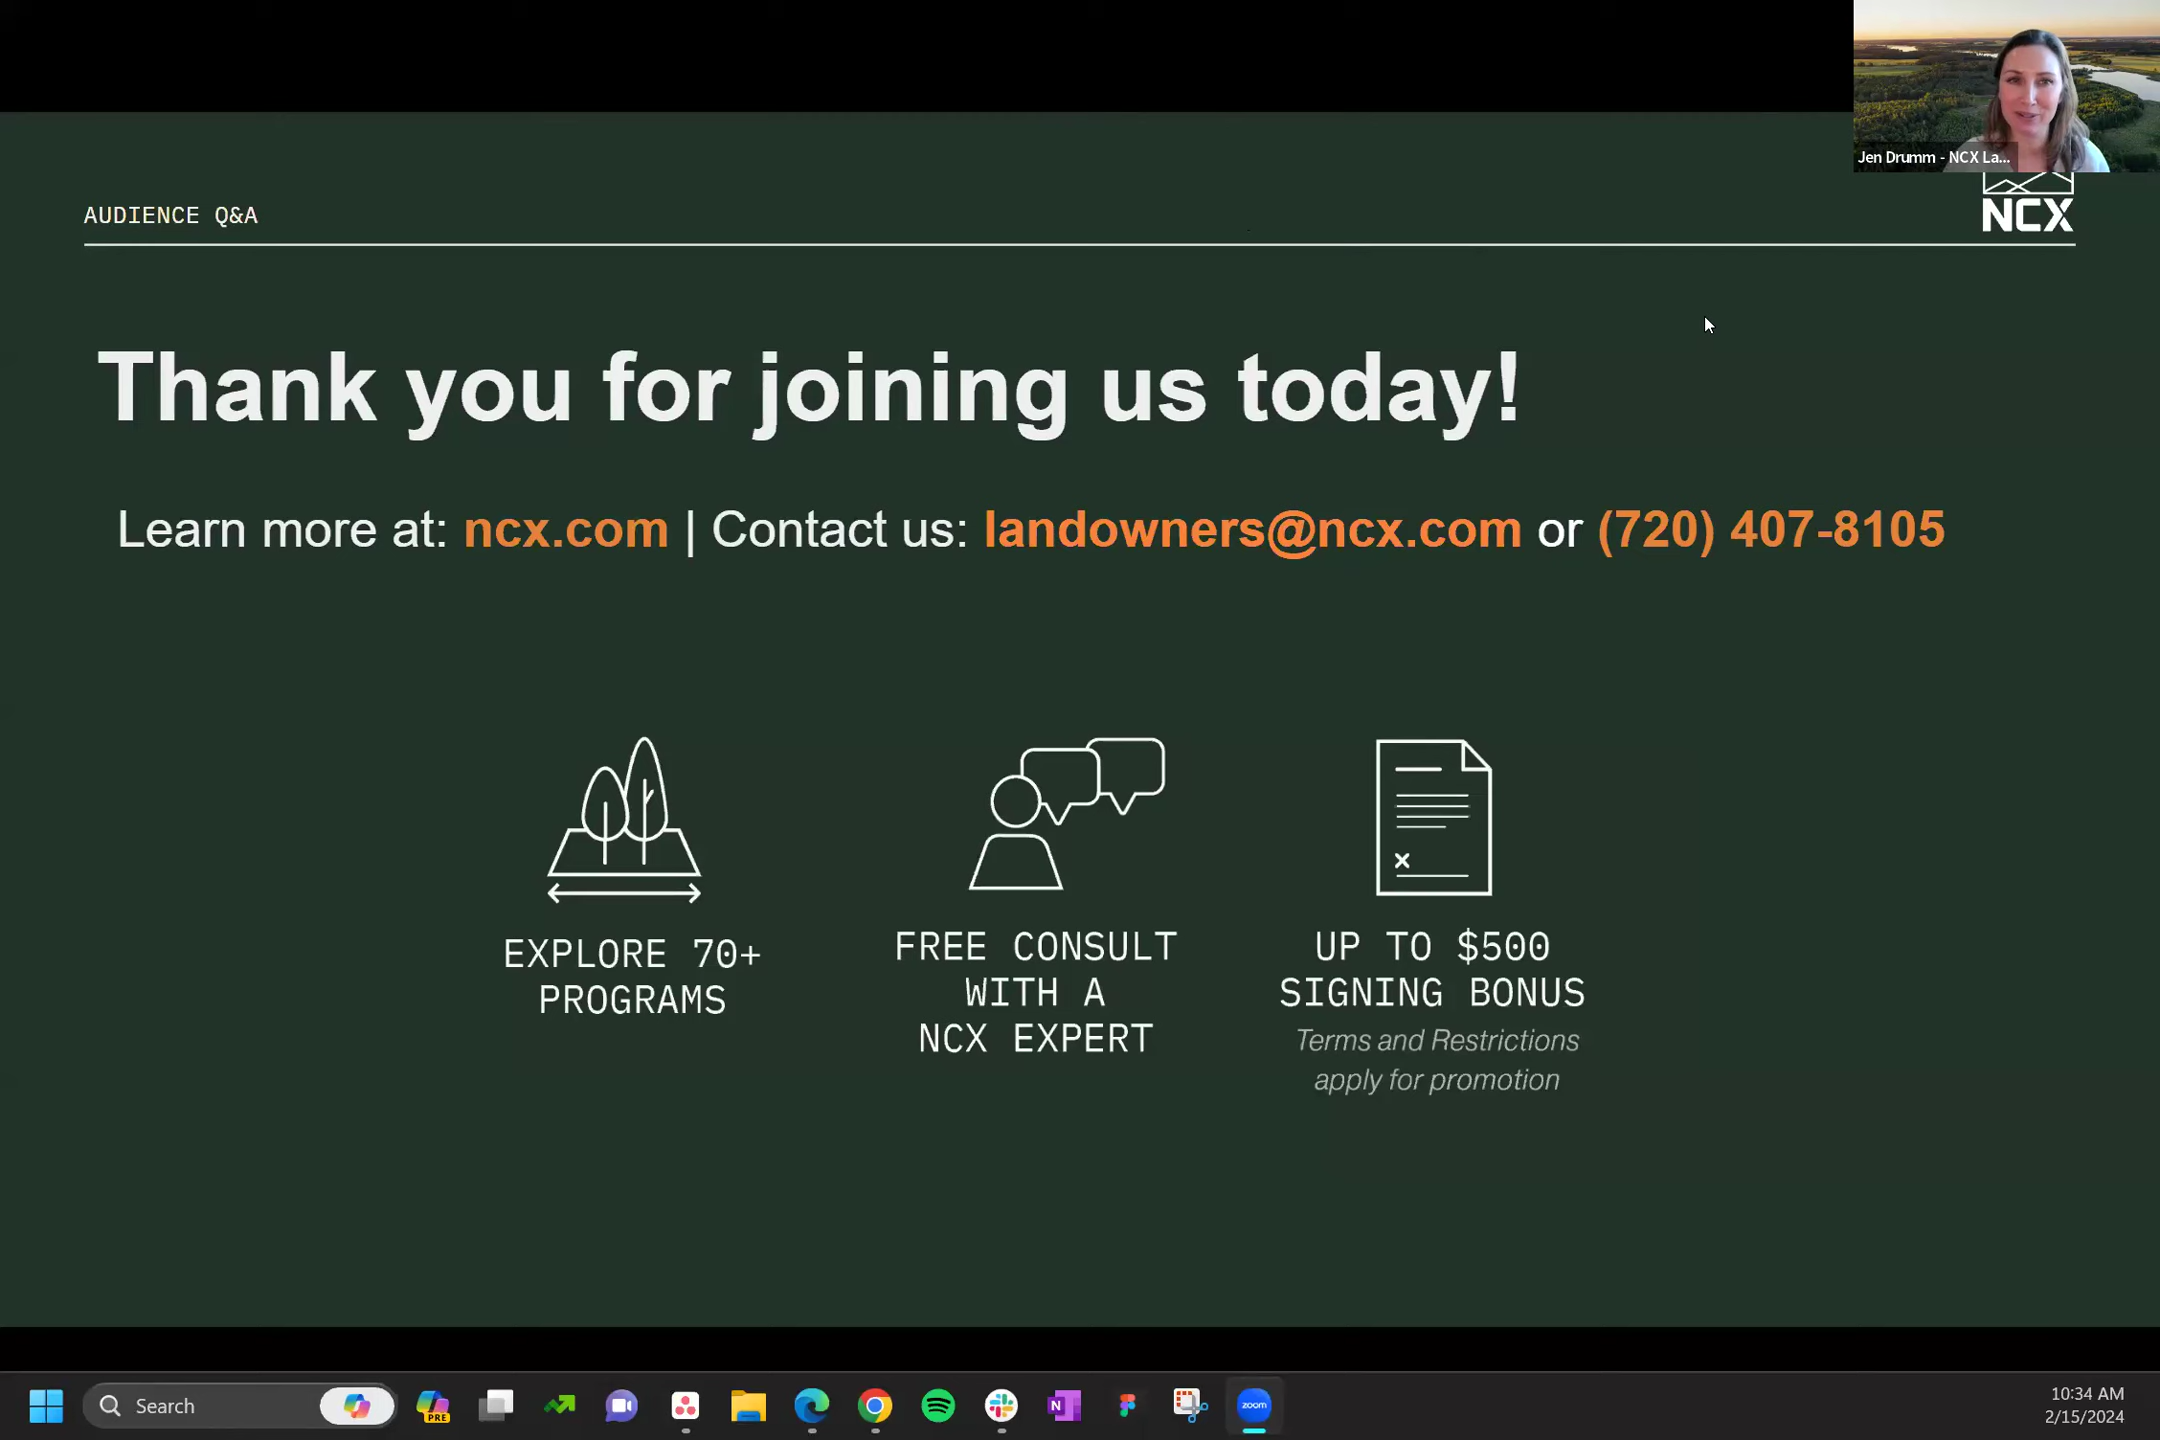 Jen Drumm - NCX La...
AUDIENCE Q&A
NCX
Thank you for joining us today!
Learn more at: ncx.com | Contact us: landowners@ncx.com or (720) 407-8105
EXPLORE 70+
PROGRAMS
FREE CONSULT
WITH A
NCX EXPERT
UP TO $500
SIGNING BONUS
Terms and Restrictions
apply for promotion
Search
PRE
N
zoom
10:34 AM
2/15/2024